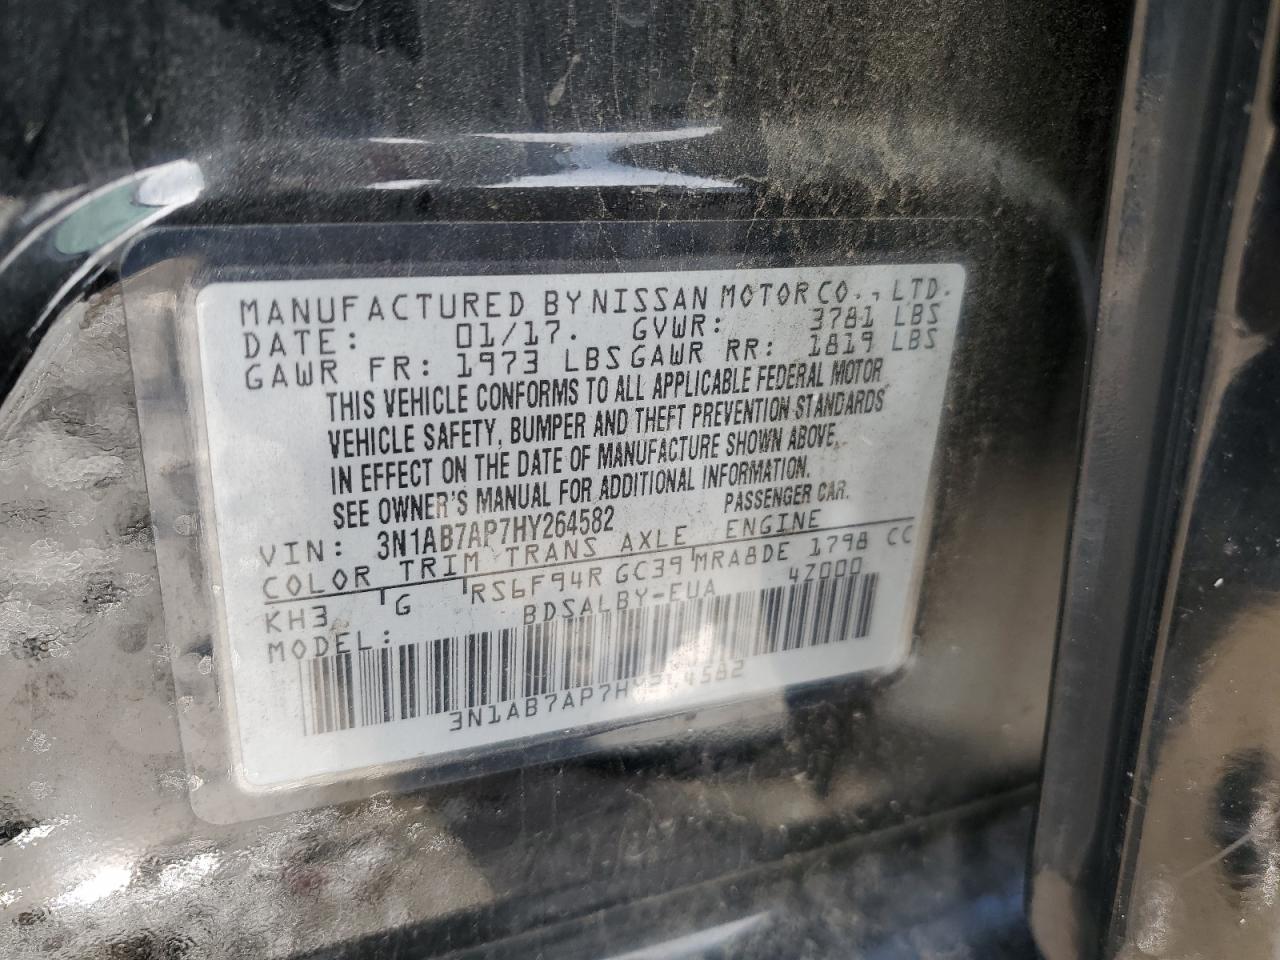 MANUFACTURED BY NISSAN MOTOR CO., LTD.
DATE: 01/17. GVWR: 3781 LBS
GAWR FR: 1973 LBS GAWR RR: 1819 LBS
THIS VEHICLE CONFORMS TO ALL APPLICABLE FEDERAL MOTOR
VEHICLE SAFETY, BUMPER AND THEFT PREVENTION STANDARDS
IN EFFECT ON THE DATE OF MANUFACTURE SHOWN ABOVE.
SEE OWNER'S MANUAL FOR ADDITIONAL INFORMATION.
VIN: 3N1AB7AP7HY264582 PASSENGER CAR.
COLOR TRIM TRANS AXLE ENGINE
KH3 G RS6F94R GC39 MRA8DE 1798 CC
MODEL: BDSALBY-EUA 47000
3N1AB7AP7HY264582